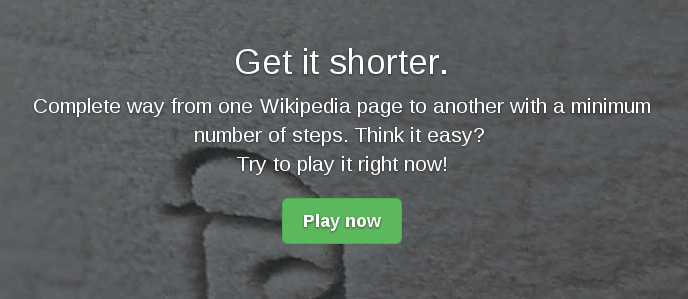 Get it shorter.
Complete way from one Wikipedia page to another with a minimum
number of steps. Think it easy?
Try to play it right now!
Play now